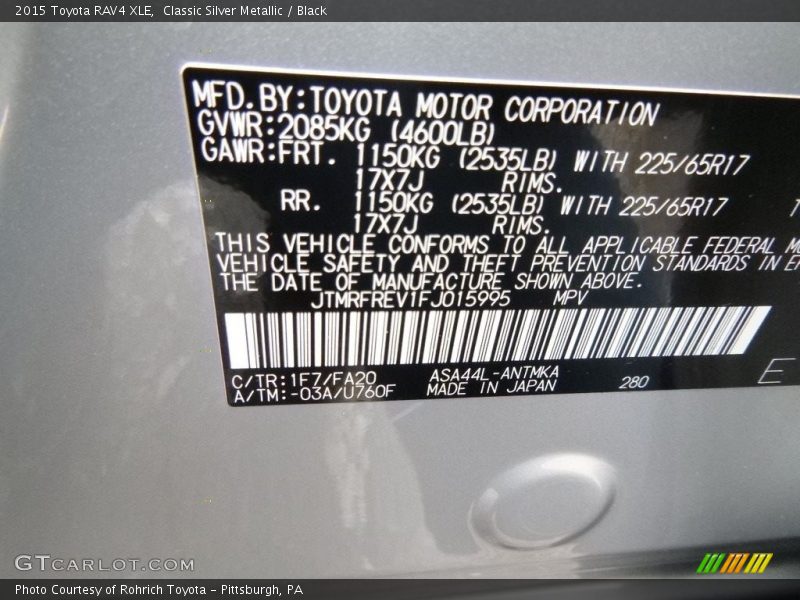 2015 Toyota RAV4 XLE,  Classic Silver Metallic / Black
MFD.BY:TOYOTA MOTOR CORPORATION
GVWR:2085KG (4600LB)
GAWR:FRT. 1150KG (2535LB) WITH 225/65R17
17X7J RIMS.
RR. 1150KG (2535LB) WITH 225/65R17
17X7J RIMS.
THIS VEHICLE CONFORMS TO ALL APPLICABLE FEDERAL
VEHICLE SAFETY AND THEFT PREVENTION STANDARDS IN
THE DATE OF MANUFACTURE SHOWN ABOVE.
JTMRFREV1FJ015995 MPV
C/TR:1F7/FA20 ASA44L-ANTMKA
A/TM:-03A/U760F MADE IN JAPAN 280
E
GTCARLOT.COM
Photo Courtesy of Rohrich Toyota - Pittsburgh, PA